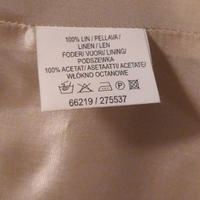 100% LIN / PELLAVA /
LINEN / LEN
FODER/ VUORI/ LINING/
PODSZEWKA
100% ACETAT/ ASETAATTI/ ACETATE/
WŁÓKNO OCTANOWE
66219 / 275537